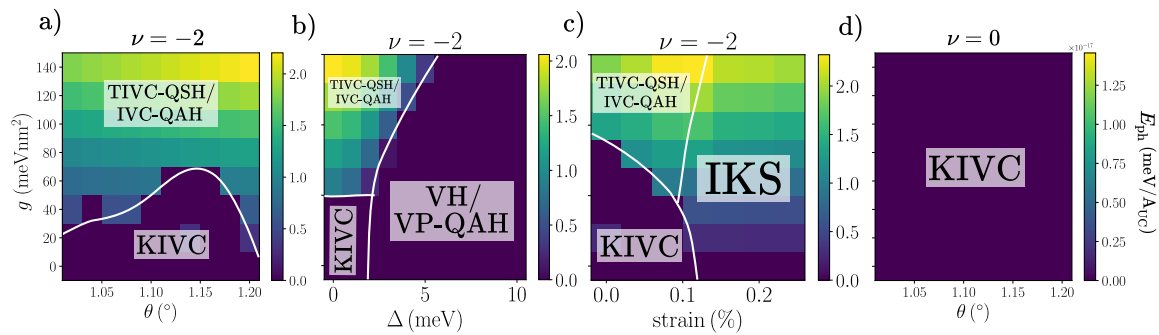 a)
ν = −2
TIVC-QSH/
IVC-QAH
KIVC
g (meVnm²)
140
120
100
80
60
40
20
0
1.05
1.10
1.15
1.20
θ (°)
2.0
1.5
1.0
0.5
0.0
b)
ν = −2
TIVC-QSH/
IVC-QAH
KIVC
VH/
VP-QAH
0
5
10
Δ (meV)
2.0
1.5
1.0
0.5
0.0
c)
ν = −2
TIVC-QSH/
IVC-QAH
IKS
KIVC
0.0
0.1
0.2
strain (%)
2.0
1.5
1.0
0.5
0.0
d)
ν = 0
KIVC
1.05
1.10
1.15
1.20
θ (°)
×10⁻¹⁷
1.25
1.00
0.75
0.50
0.25
0.00
E_ph (meV/A_UC)